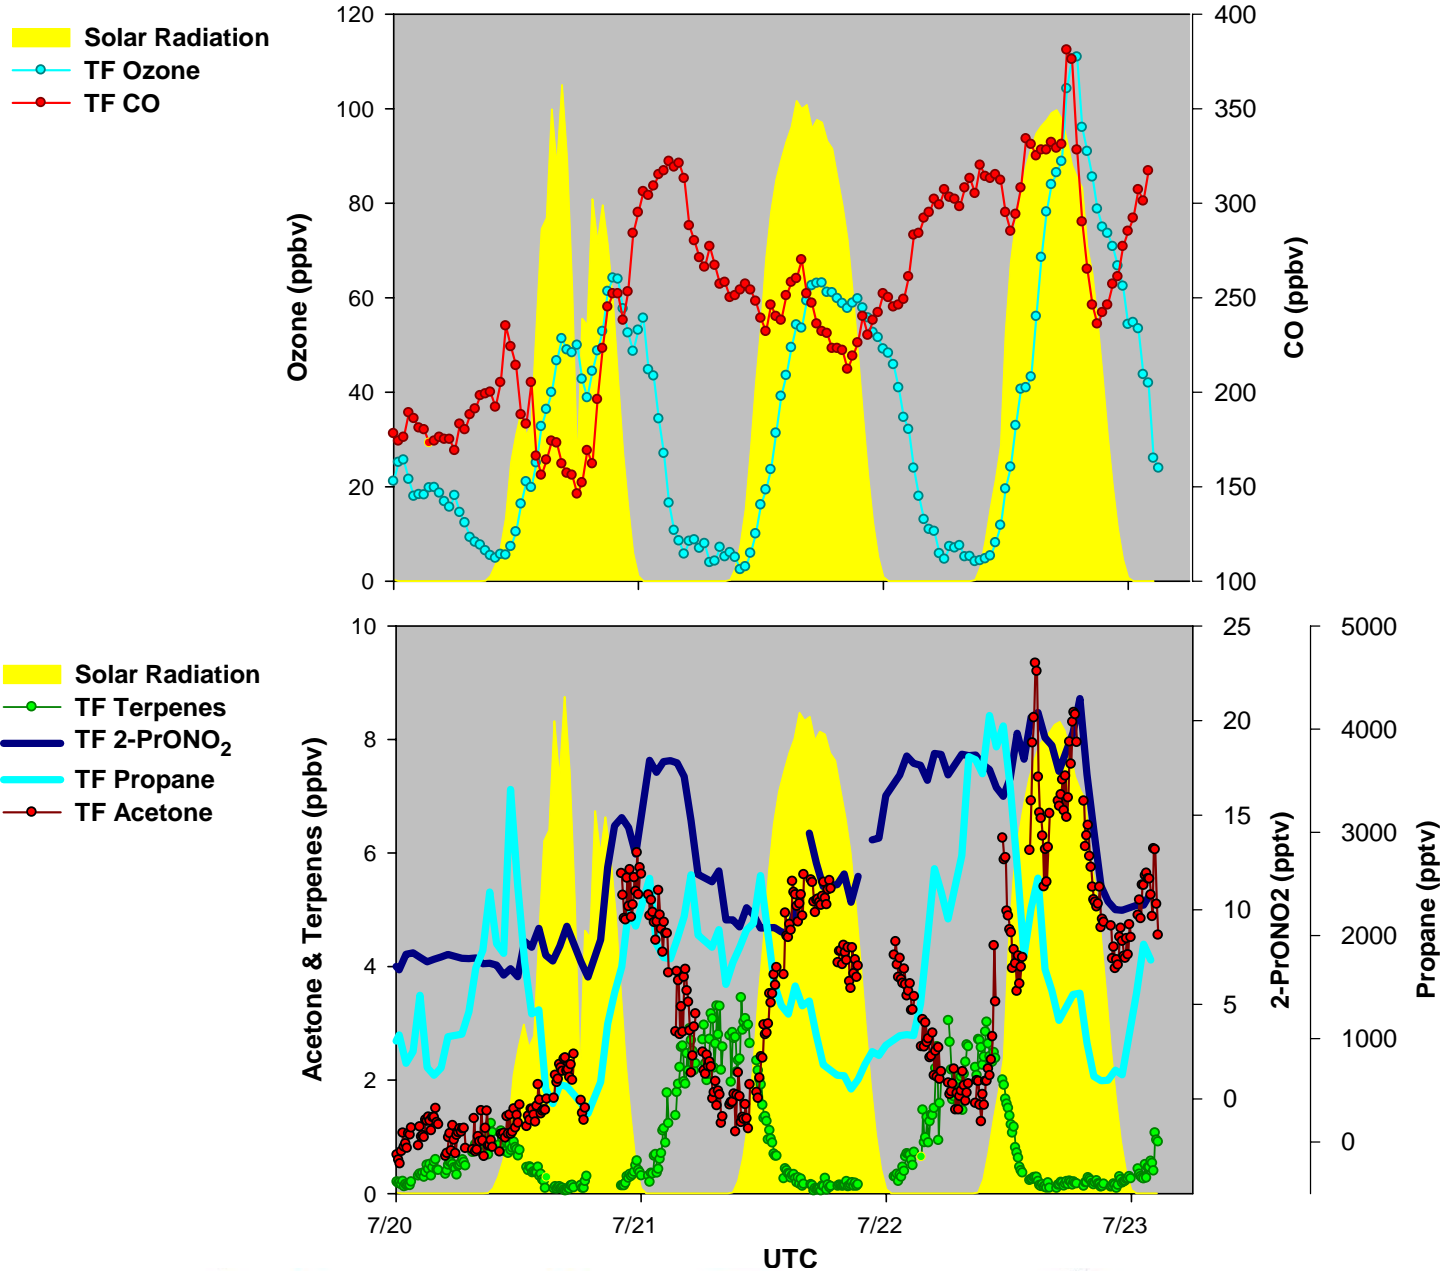 Solar Radiation
TF Ozone
TF CO
120
100
80
60
40
20
0
Ozone (ppbv)
400
350
300
250
200
150
100
CO (ppbv)
Solar Radiation
TF Terpenes
TF 2-PrONO2
TF Propane
TF Acetone
10
8
6
4
2
0
Acetone & Terpenes (ppbv)
25
20
15
10
5
0
2-PrONO2 (pptv)
5000
4000
3000
2000
1000
0
Propane (pptv)
7/20 7/21 7/22 7/23
UTC